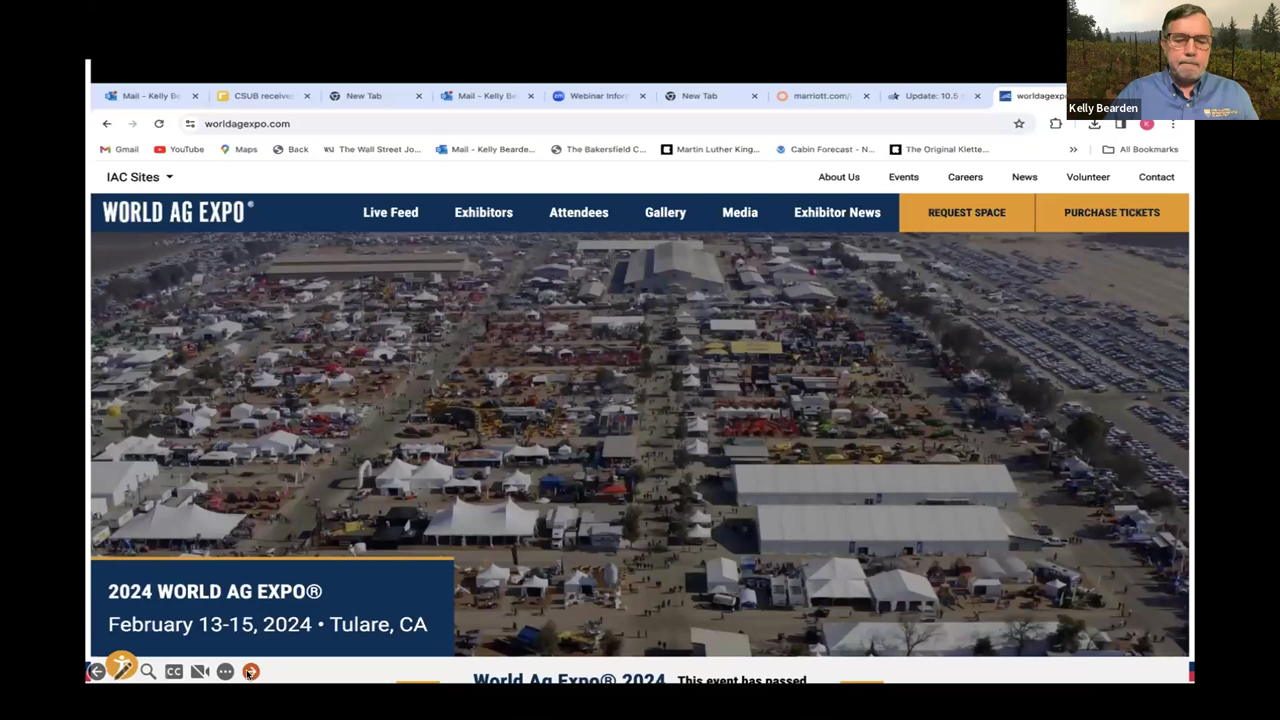 Mail - Kelly Be
CSUB receive
New Tab
Mail - Kelly Be
Webinar Infor
New Tab
marriott.com/
Update: 10.5
worldagexpo
Kelly Bearden
worldagexpo.com
Gmail
YouTube
Maps
Back
WSJ The Wall Street Jo...
Mail - Kelly Bearde...
The Bakersfield C...
Martin Luther King...
Cabin Forecast - N...
The Original Klette...
All Bookmarks
IAC Sites
About Us
Events
Careers
News
Volunteer
Contact
WORLD AG EXPO®
Live Feed
Exhibitors
Attendees
Gallery
Media
Exhibitor News
REQUEST SPACE
PURCHASE TICKETS
2024 WORLD AG EXPO®
February 13-15, 2024 • Tulare, CA
CC
World Ag Expo® 2024
This event has passed